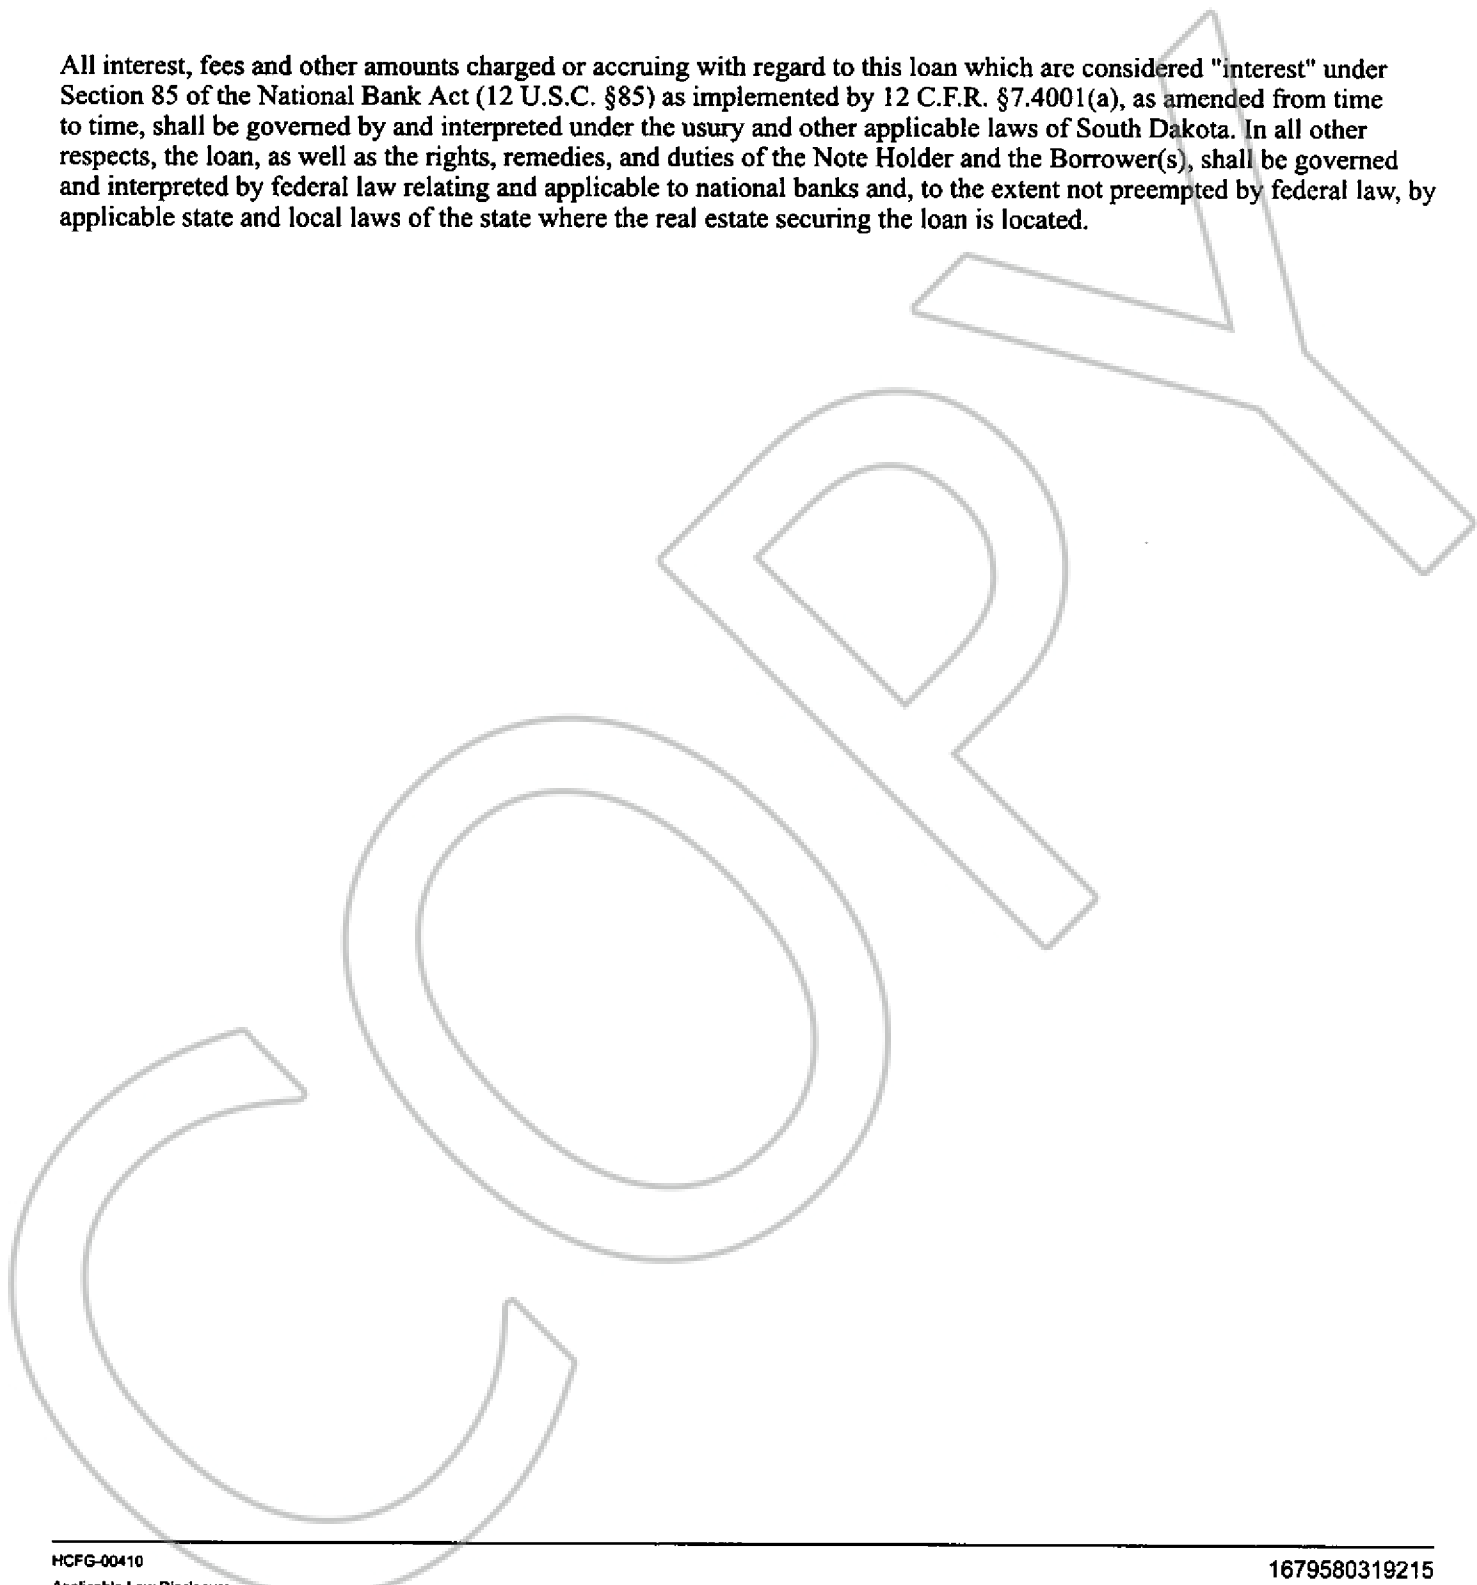 All interest, fees and other amounts charged or accruing with regard to this loan which are considered "interest" under
Section 85 of the National Bank Act (12 U.S.C. §85) as implemented by 12 C.F.R. §7.4001(a), as amended from time
to time, shall be governed by and interpreted under the usury and other applicable laws of South Dakota. In all other
respects, the loan, as well as the rights, remedies, and duties of the Note Holder and the Borrower(s), shall be governed
and interpreted by federal law relating and applicable to national banks and, to the extent not preempted by federal law, by
applicable state and local laws of the state where the real estate securing the loan is located.
COPY
HCFG-00410
1679580319215